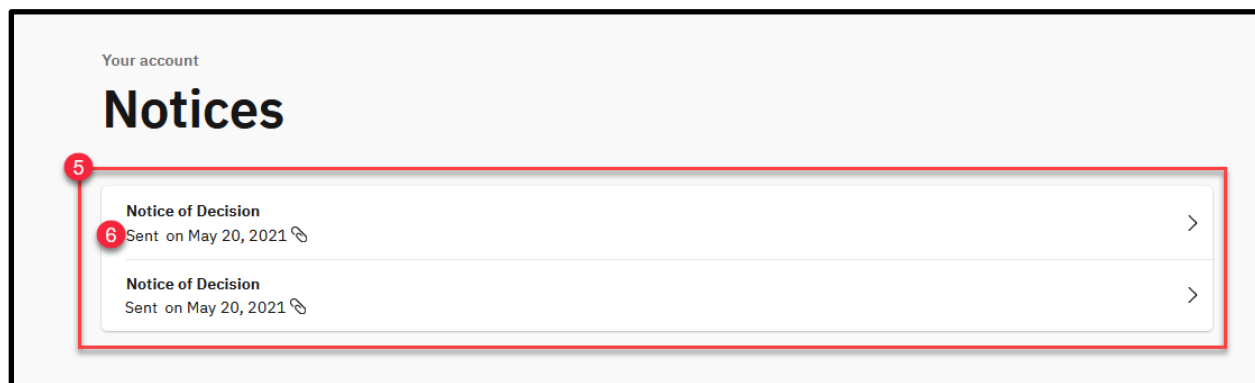 Your account
Notices
5
Notice of Decision
6 Sent on May 20, 2021
Notice of Decision
Sent on May 20, 2021